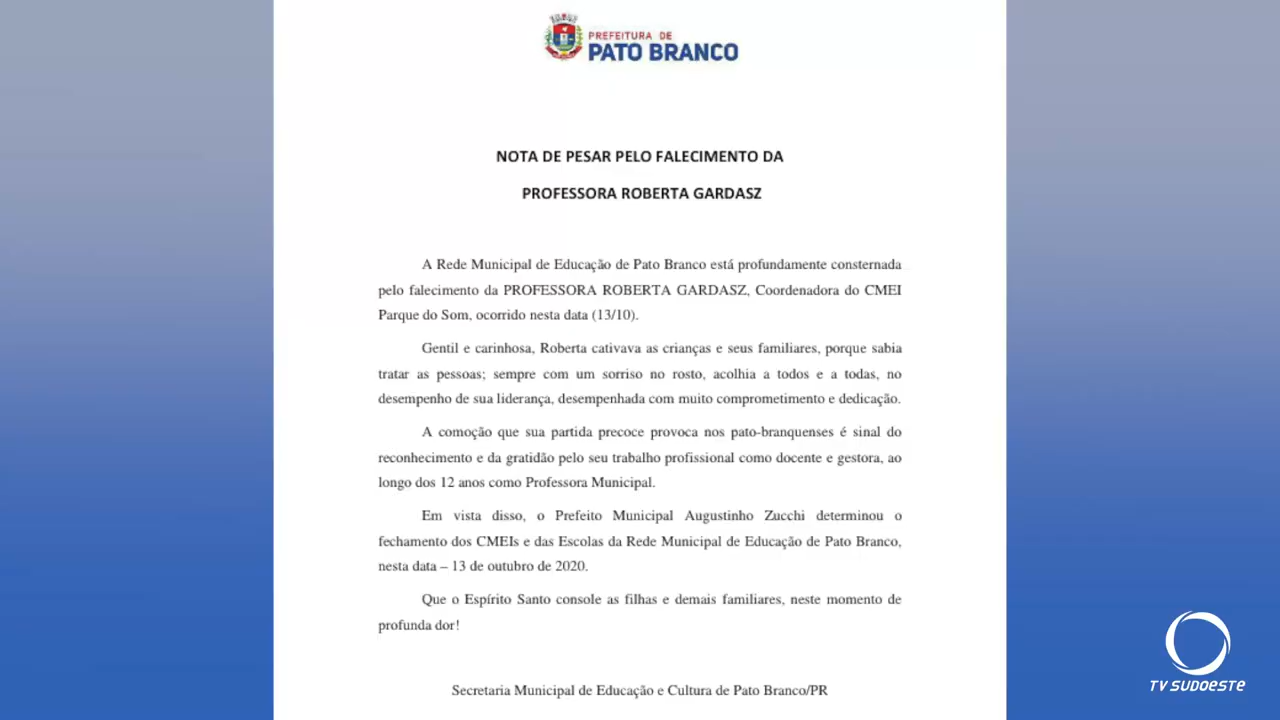 PREFEITURA DE
PATO BRANCO
NOTA DE PESAR PELO FALECIMENTO DA
PROFESSORA ROBERTA GARDASZ
A Rede Municipal de Educação de Pato Branco está profundamente consternada
pelo falecimento da PROFESSORA ROBERTA GARDASZ, Coordenadora do CMEI
Parque do Som, ocorrido nesta data (13/10).
Gentil e carinhosa, Roberta cativava as crianças e seus familiares, porque sabia
tratar as pessoas; sempre com um sorriso no rosto, acolhia a todos e a todas, no
desempenho de sua liderança, desempenhada com muito comprometimento e dedicação.
A comoção que sua partida precoce provoca nos pato-branquenses é sinal do
reconhecimento e da gratidão pelo seu trabalho profissional como docente e gestora, ao
longo dos 12 anos como Professora Municipal.
Em vista disso, o Prefeito Municipal Augustinho Zucchi determinou o
fechamento dos CMEIs e das Escolas da Rede Municipal de Educação de Pato Branco,
nesta data – 13 de outubro de 2020.
Que o Espírito Santo console as filhas e demais familiares, neste momento de
profunda dor!
Secretaria Municipal de Educação e Cultura de Pato Branco/PR
TV SUDOESTE